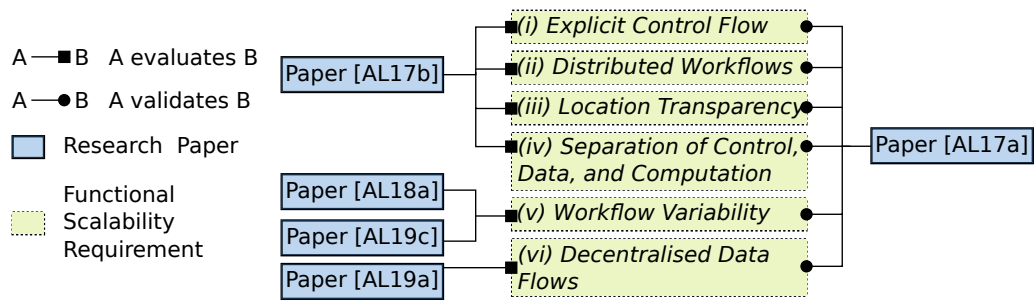 A B A evaluates B
A B A validates B
Research Paper
Functional
Scalability
Requirement
Paper [AL17b]
Paper [AL18a]
Paper [AL19c]
Paper [AL19a]
(i) Explicit Control Flow
(ii) Distributed Workflows
(iii) Location Transparency
(iv) Separation of Control,
Data, and Computation
(v) Workflow Variability
(vi) Decentralised Data
Flows
Paper [AL17a]